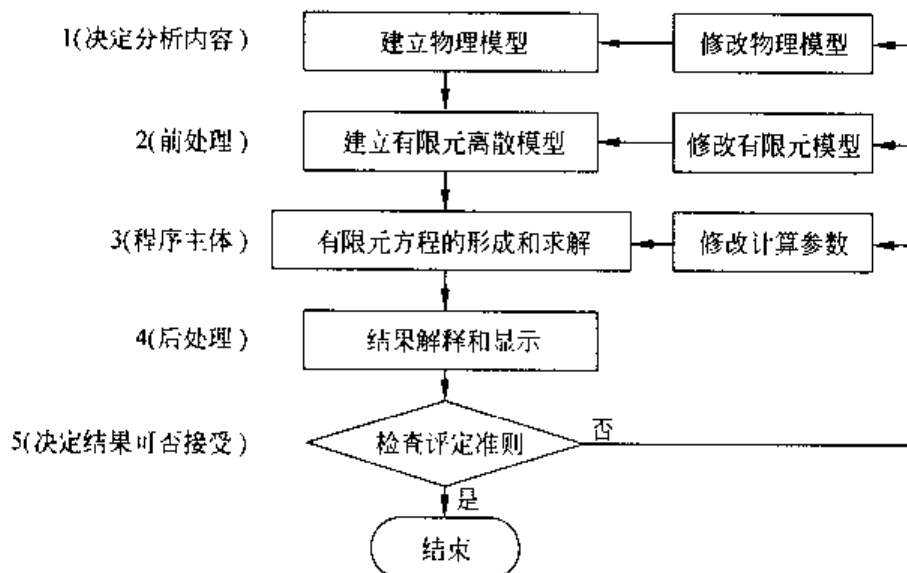 1(决定分析内容) 建立物理模型 修改物理模型
2(前处理) 建立有限元离散模型 修改有限元模型
3(程序主体) 有限元方程的形成和求解 修改计算参数
4(后处理) 结果解释和显示
5(决定结果可否接受) 检查评定准则 否
是
结束